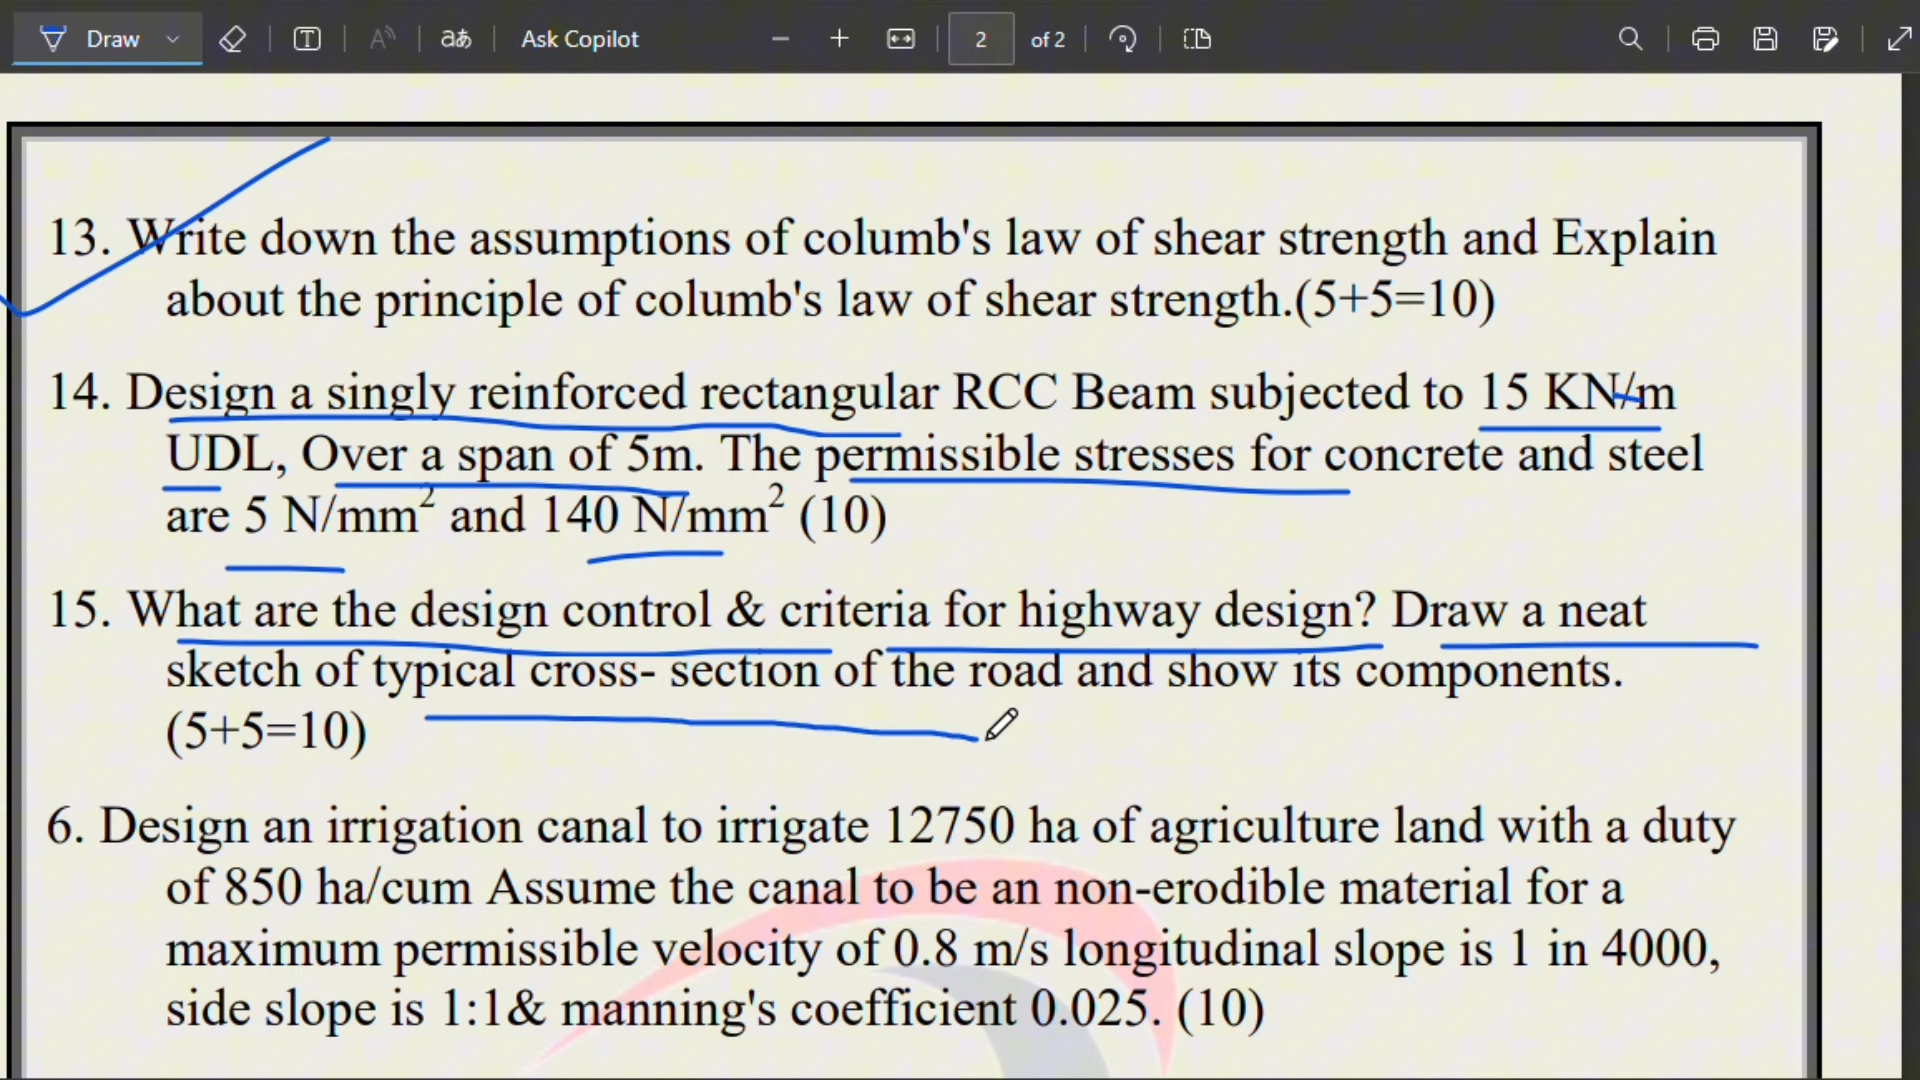 Draw
T
A
aあ
Ask Copilot
2
of 2
13. Write down the assumptions of columb's law of shear strength and Explain
about the principle of columb's law of shear strength.(5+5=10)
14. Design a singly reinforced rectangular RCC Beam subjected to 15 KN/m
UDL, Over a span of 5m. The permissible stresses for concrete and steel
are 5 N/mm² and 140 N/mm² (10)
15. What are the design control & criteria for highway design? Draw a neat
sketch of typical cross- section of the road and show its components.
(5+5=10)
6. Design an irrigation canal to irrigate 12750 ha of agriculture land with a duty
of 850 ha/cum Assume the canal to be an non-erodible material for a
maximum permissible velocity of 0.8 m/s longitudinal slope is 1 in 4000,
side slope is 1:1& manning's coefficient 0.025. (10)